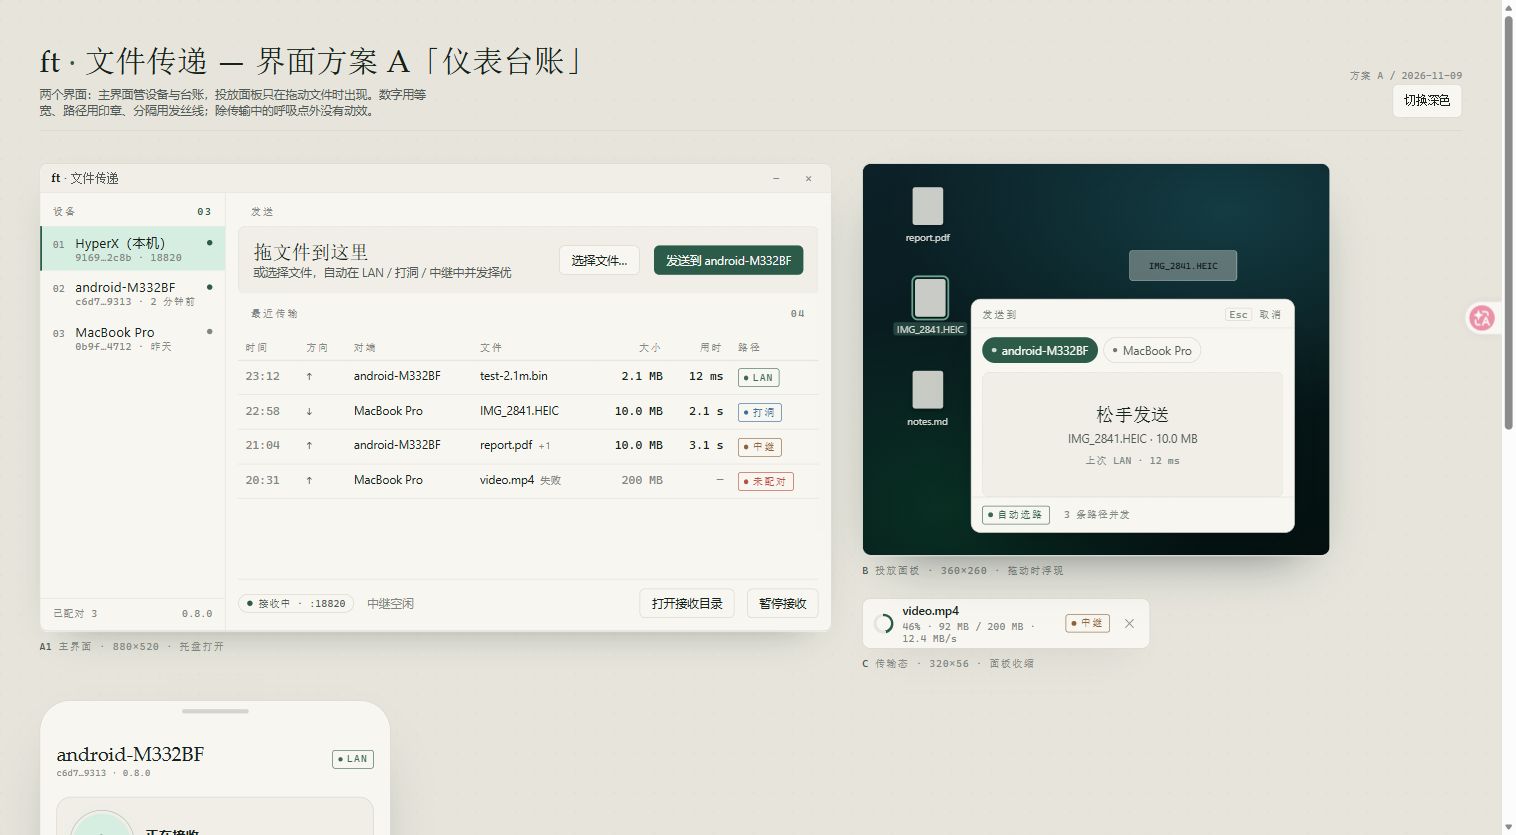 ft · 文件传递 — 界面方案 A「仪表台账」
两个界面：主界面管设备与台账，投放面板只在拖动文件时出现。数字用等
宽、路径用印章、分隔用发丝线；除传输中的呼吸点外没有动效。
方案 A / 2026-11-09
切换深色
ft · 文件传递
− ×
设备 03
01 HyperX（本机）
9169…2c8b · 18820
02 android-M332BF
c6d7…9313 · 2 分钟前
03 MacBook Pro
0b9f…4712 · 昨天
已配对 3 0.8.0
发送
拖文件到这里
或选择文件，自动在 LAN / 打洞 / 中继中并发择优
选择文件…
发送到 android-M332BF
最近传输 04
时间 方向 对端 文件 大小 用时 路径
23:12 ↑ android-M332BF test-2.1m.bin 2.1 MB 12 ms LAN
22:58 ↓ MacBook Pro IMG_2841.HEIC 10.0 MB 2.1 s 打洞
21:04 ↑ android-M332BF report.pdf +1 10.0 MB 3.1 s 中继
20:31 ↑ MacBook Pro video.mp4 失败 200 MB — 未配对
接收中 · :18820 中继空闲
打开接收目录 暂停接收
A1 主界面 · 880×520 · 托盘打开
report.pdf
IMG_2841.HEIC
notes.md
IMG_2841.HEIC
发送到 Esc 取消
android-M332BF MacBook Pro
松手发送
IMG_2841.HEIC · 10.0 MB
上次 LAN · 12 ms
自动选路 3 条路径并发
B 投放面板 · 360×260 · 拖动时浮现
video.mp4
46% · 92 MB / 200 MB ·
12.4 MB/s
中继
C 传输态 · 320×56 · 面板收缩
android-M332BF
c6d7…9313 · 0.8.0
LAN
正在接收